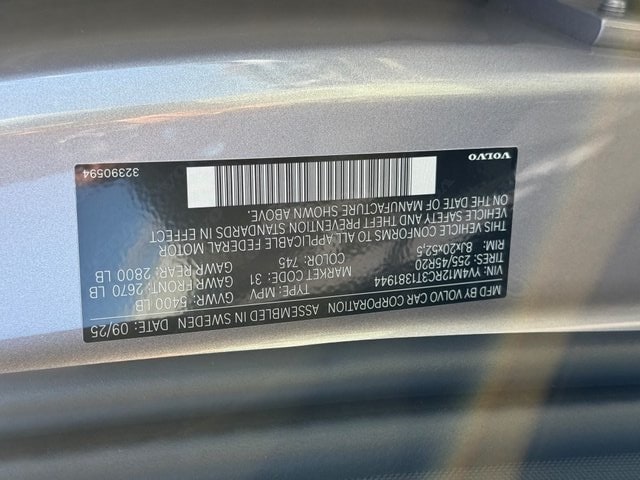 MFD BY VOLVO CAR CORPORATION ASSEMBLED IN SWEDEN DATE: 09/25
VIN: YV4M12RC3T1381944 GVWR: 5400 LB
TIRES: 255/45R20 TYPE: MPV GAWR FRONT: 2670 LB
RIM: 8Jx20x52,5 MARKET CODE: 31 GAWR REAR: 2800 LB
COLOR: 745
THIS VEHICLE CONFORMS TO ALL APPLICABLE FEDERAL MOTOR
VEHICLE SAFETY AND THEFT PREVENTION STANDARDS IN EFFECT
ON THE DATE OF MANUFACTURE SHOWN ABOVE.
VOLVO 32390594